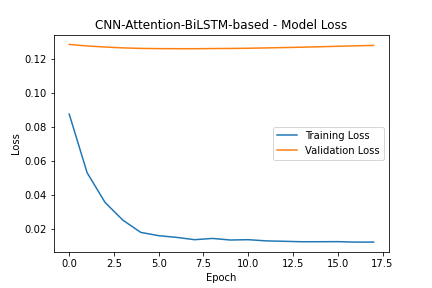 CNN-Attention-BiLSTM-based - Model Loss
0.12
0.10
0.08
0.06
0.04
0.02
Loss
Training Loss
Validation Loss
0.0 2.5 5.0 7.5 10.0 12.5 15.0 17.5
Epoch